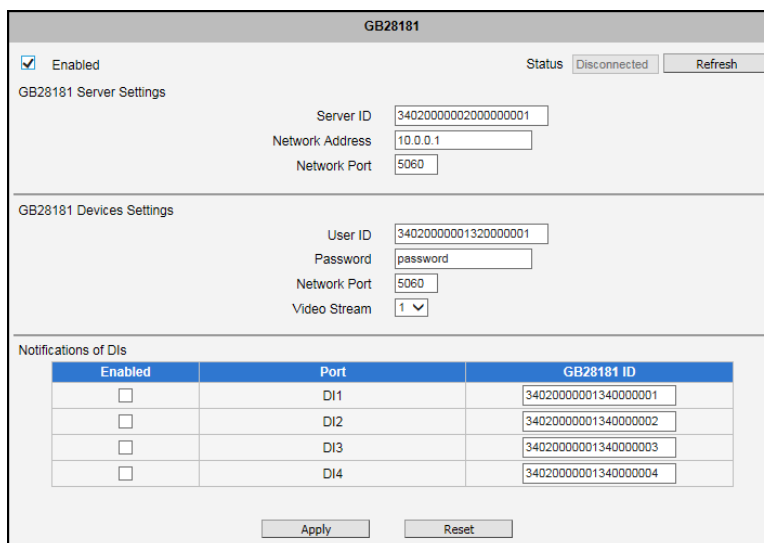 GB28181
Enabled Status Disconnected Refresh
GB28181 Server Settings
Server ID 34020000002000000001
Network Address 10.0.0.1
Network Port 5060
GB28181 Devices Settings
User ID 34020000001320000001
Password password
Network Port 5060
Video Stream 1
Notifications of DIs
Enabled Port GB28181 ID
DI1 34020000001340000001
DI2 34020000001340000002
DI3 34020000001340000003
DI4 34020000001340000004
Apply Reset